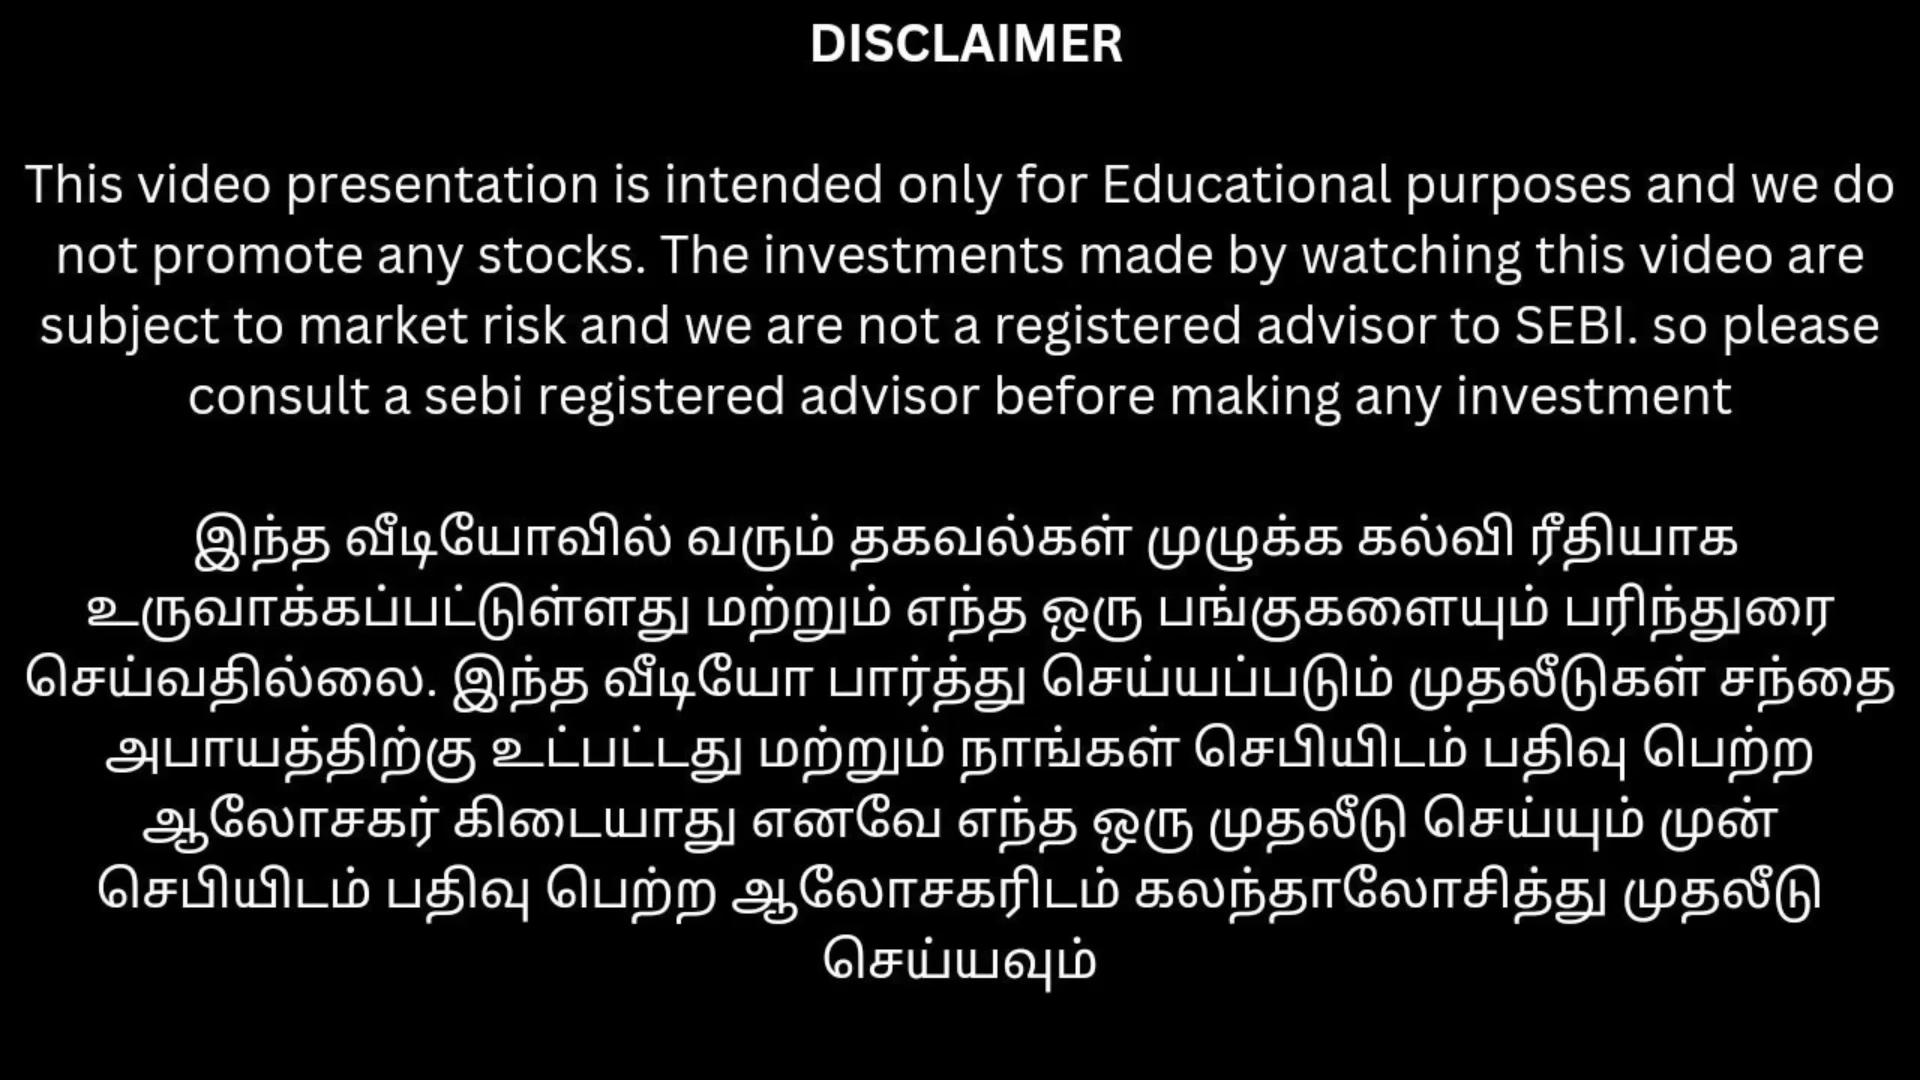 DISCLAIMER
This video presentation is intended only for Educational purposes and we do
not promote any stocks. The investments made by watching this video are
subject to market risk and we are not a registered advisor to SEBI. so please
consult a sebi registered advisor before making any investment
இந்த வீடியோவில் வரும் தகவல்கள் முழுக்க கல்வி ரீதியாக
உருவாக்கப்பட்டுள்ளது மற்றும் எந்த ஒரு பங்குகளையும் பரிந்துரை
செய்வதில்லை. இந்த வீடியோ பார்த்து செய்யப்படும் முதலீடுகள் சந்தை
அபாயத்திற்கு உட்பட்டது மற்றும் நாங்கள் செபியிடம் பதிவு பெற்ற
ஆலோசகர் கிடையாது எனவே எந்த ஒரு முதலீடு செய்யும் முன்
செபியிடம் பதிவு பெற்ற ஆலோசகரிடம் கலந்தாலோசித்து முதலீடு
செய்யவும்